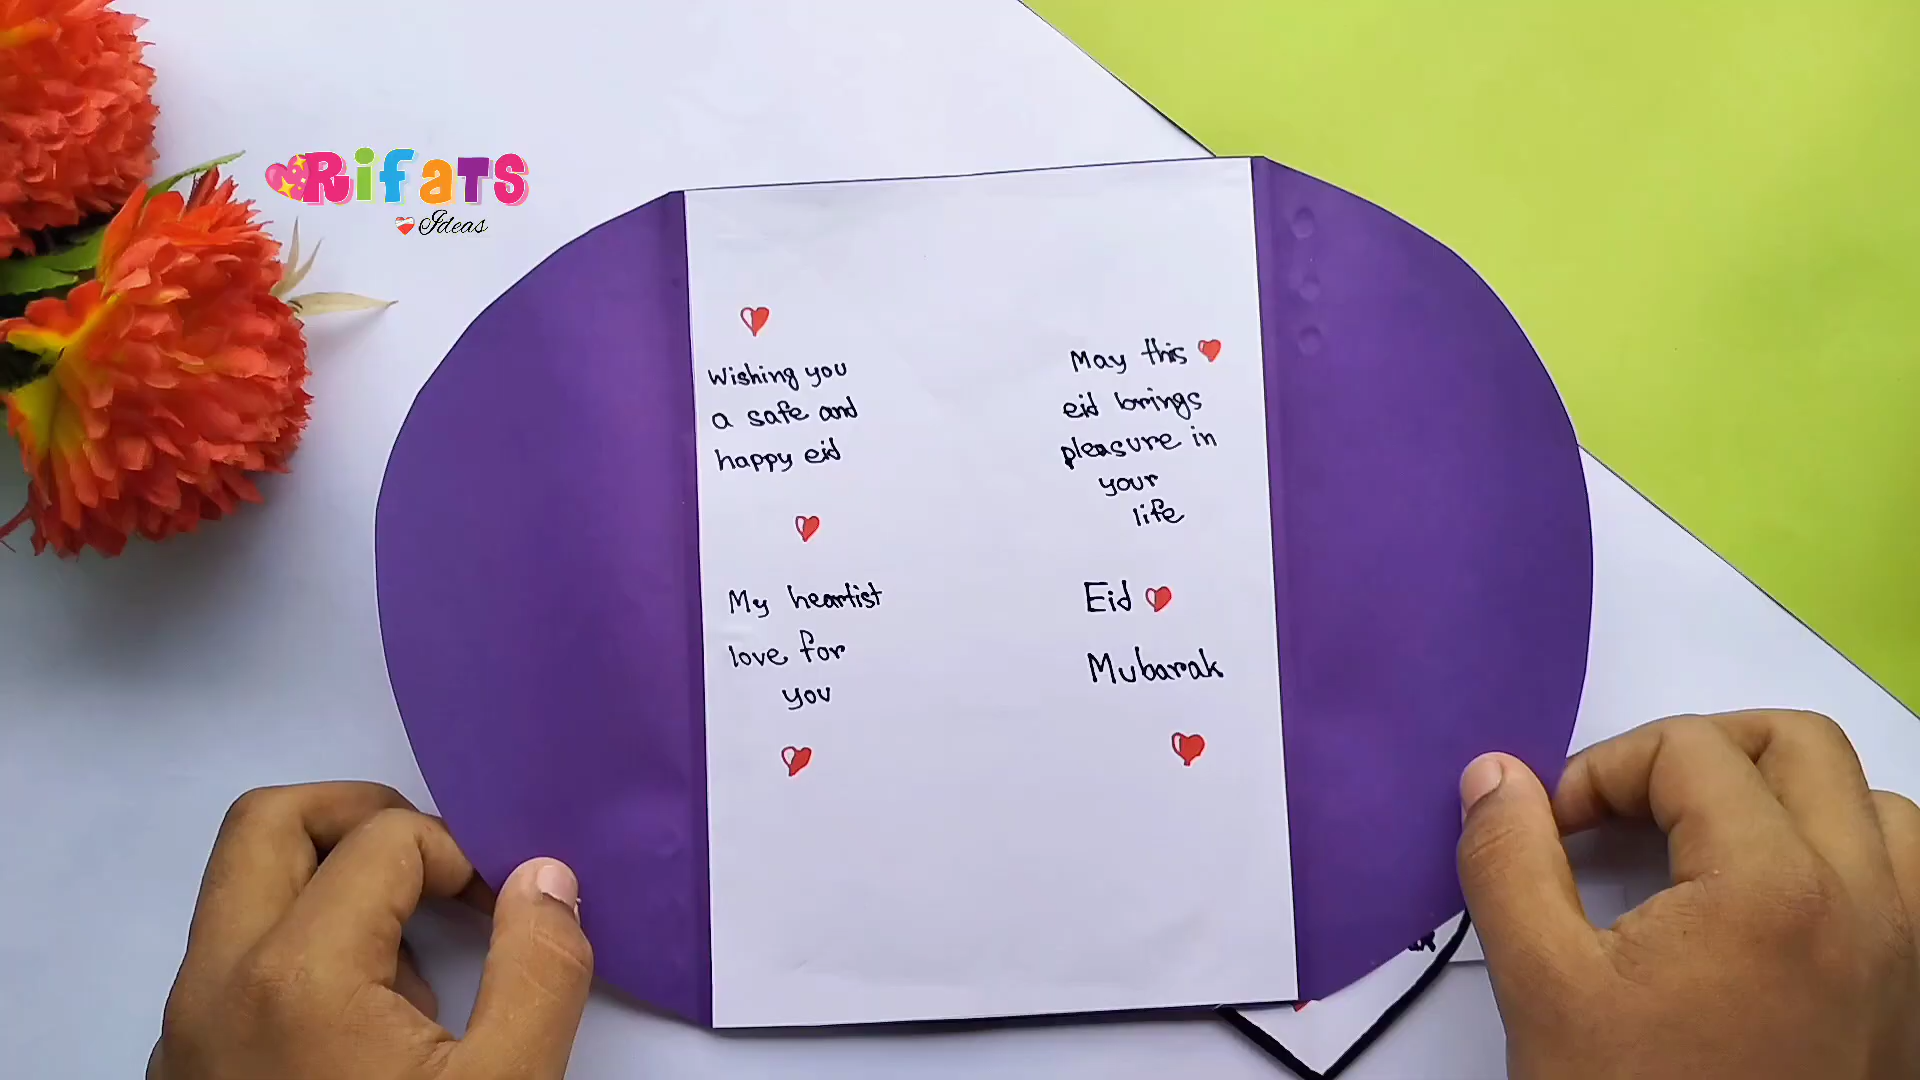 Rifats
Ideas
Wishing you
a safe and
happy eid
My heartist
love for
you
May this
eid brings
pleasure in
your
life
Eid
Mubarak